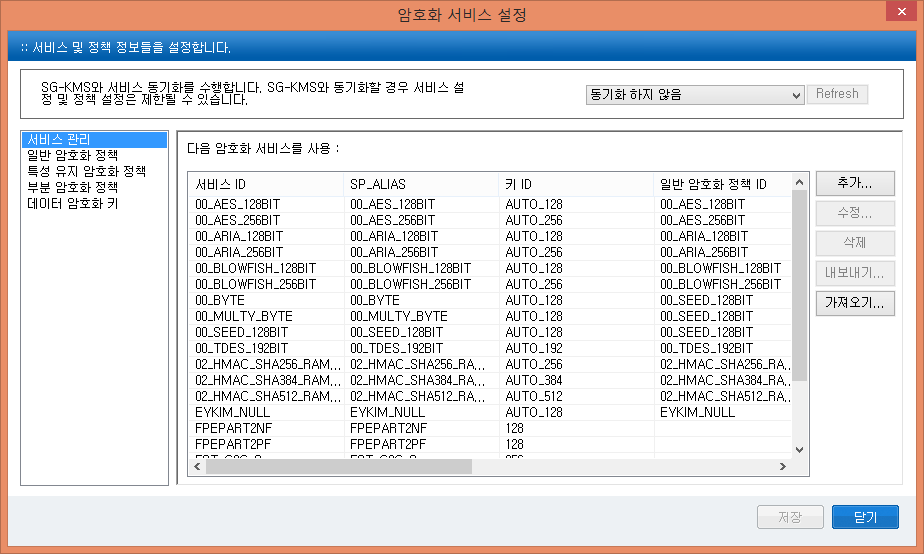 암호화 서비스 설정
:: 서비스 및 정책 정보들을 설정합니다.
SG-KMS와 서비스 동기화를 수행합니다. SG-KMS와 동기화할 경우 서비스 설
정 및 정책 설정은 제한될 수 있습니다.
동기화 하지 않음
Refresh
서비스 관리
일반 암호화 정책
특성 유지 암호화 정책
부분 암호화 정책
데이터 암호화 키
다음 암호화 서비스를 사용 :
서비스 ID SP_ALIAS 키 ID 일반 암호화 정책 ID
00_AES_128BIT 00_AES_128BIT AUTO_128 00_AES_128BIT
00_AES_256BIT 00_AES_256BIT AUTO_256 00_AES_256BIT
00_ARIA_128BIT 00_ARIA_128BIT AUTO_128 00_ARIA_128BIT
00_ARIA_256BIT 00_ARIA_256BIT AUTO_256 00_ARIA_256BIT
00_BLOWFISH_128BIT 00_BLOWFISH_128BIT AUTO_128 00_BLOWFISH_128BIT
00_BLOWFISH_256BIT 00_BLOWFISH_256BIT AUTO_256 00_BLOWFISH_256BIT
00_BYTE 00_BYTE AUTO_128 00_SEED_128BIT
00_MULTY_BYTE 00_MULTY_BYTE AUTO_128 00_SEED_128BIT
00_SEED_128BIT 00_SEED_128BIT AUTO_128 00_SEED_128BIT
00_TDES_192BIT 00_TDES_192BIT AUTO_192 00_TDES_192BIT
02_HMAC_SHA256_RAM... 02_HMAC_SHA256_RA... AUTO_256 02_HMAC_SHA256_RA..
02_HMAC_SHA384_RAM... 02_HMAC_SHA384_RA... AUTO_384 02_HMAC_SHA384_RA..
02_HMAC_SHA512_RAM... 02_HMAC_SHA512_RA... AUTO_512 02_HMAC_SHA512_RA..
EYKIM_NULL EYKIM_NULL AUTO_128 EYKIM_NULL
FPEPART2NF FPEPART2NF 128
FPEPART2PF FPEPART2PF 128
추가...
수정...
삭제
내보내기...
가져오기...
저장
닫기